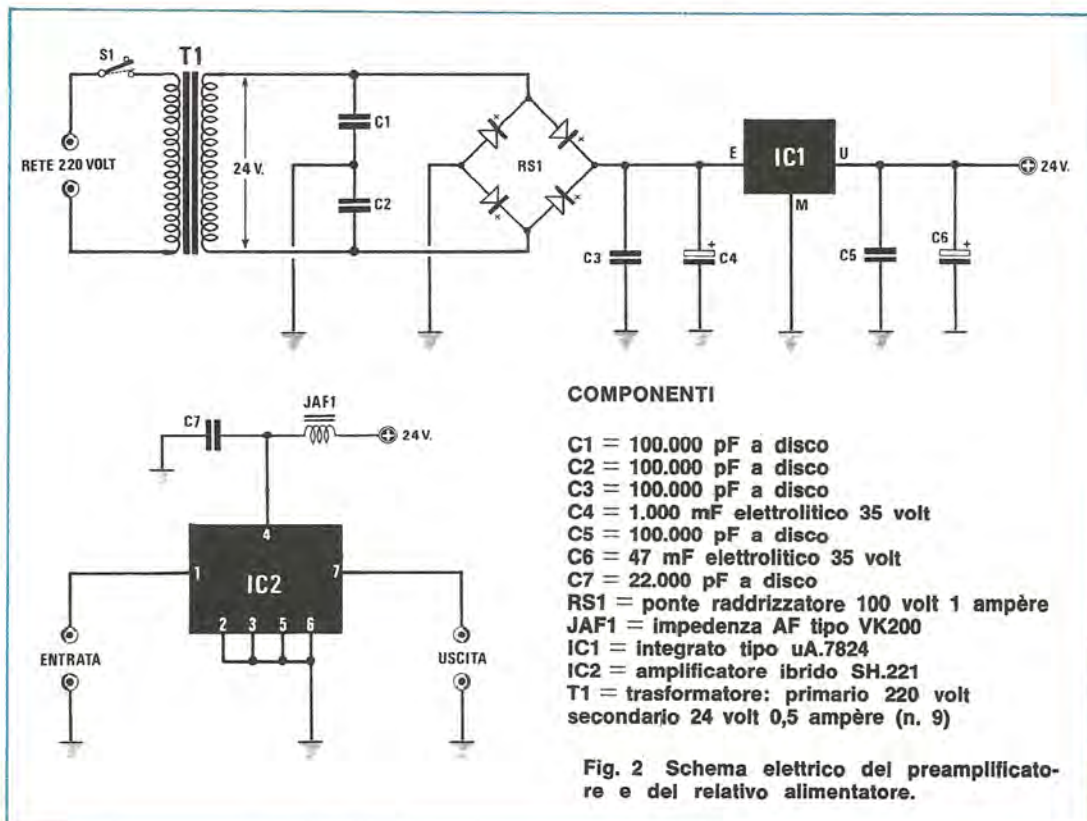 S1
T1
RETE 220 VOLT
24 V.
C1
C2
RS1
E
IC1
U
M
C3
+
C4
C5
+
C6
+ 24 V.
C7
JAF1
+ 24 V.
4
1
IC2
7
2 3 5 6
ENTRATA
USCITA
COMPONENTI
C1 = 100.000 pF a disco
C2 = 100.000 pF a disco
C3 = 100.000 pF a disco
C4 = 1.000 mF elettrolitico 35 volt
C5 = 100.000 pF a disco
C6 = 47 mF elettrolitico 35 volt
C7 = 22.000 pF a disco
RS1 = ponte raddrizzatore 100 volt 1 ampère
JAF1 = impedenza AF tipo VK200
IC1 = integrato tipo uA.7824
IC2 = amplificatore ibrido SH.221
T1 = trasformatore: primario 220 volt
secondario 24 volt 0,5 ampère (n. 9)
Fig. 2 Schema elettrico del preamplificato-
re e del relativo alimentatore.